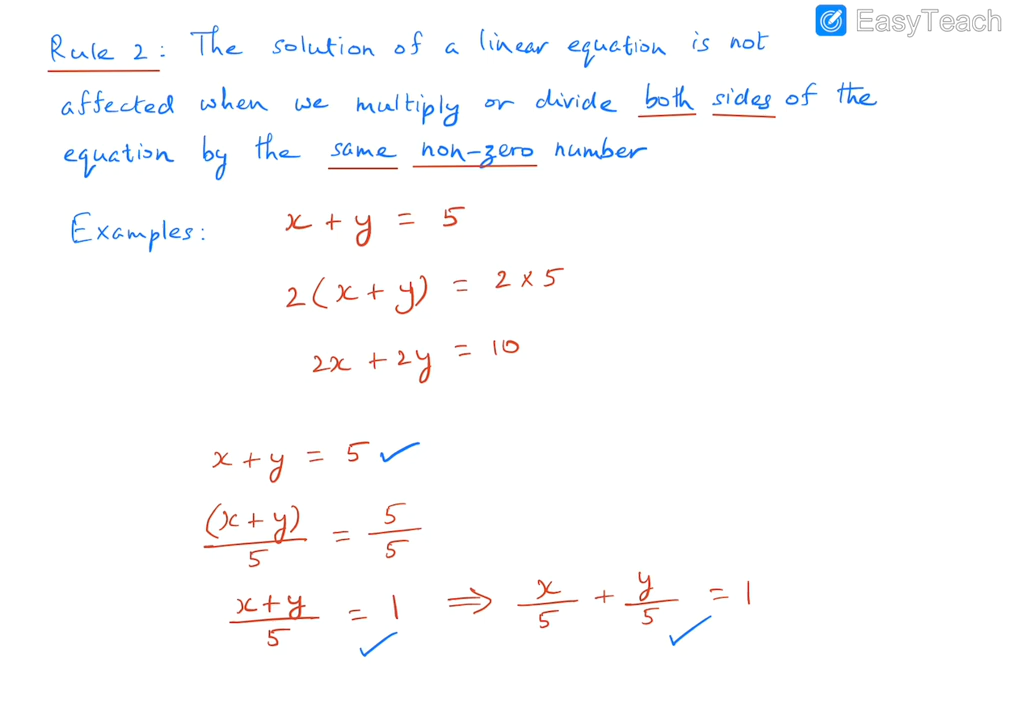 EasyTeach
Rule 2: The solution of a linear equation is not
affected when we multiply or divide both sides of the
equation by the same non-zero number
Examples: x + y = 5
2(x + y) = 2 × 5
2x + 2y = 10
x + y = 5 ✓
(x + y)/5 = 5/5
x + y/5 = 1 ✓ ⟹ x/5 + y/5 = 1 ✓